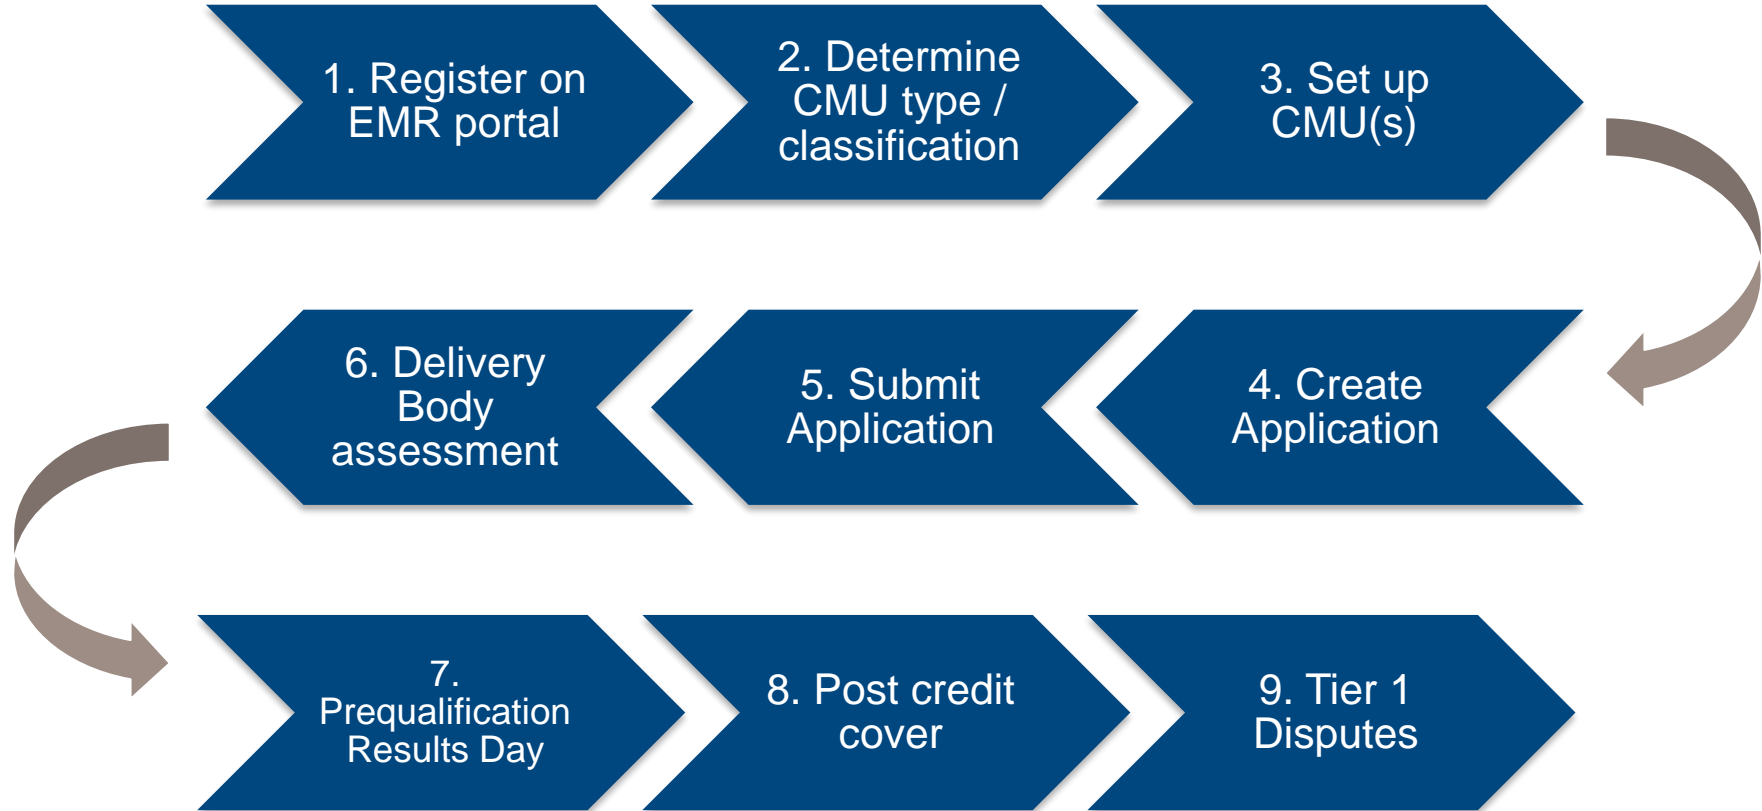 1. Register on
EMR portal
2. Determine
CMU type /
classification
3. Set up
CMU(s)
4. Create
Application
5. Submit
Application
6. Delivery
Body
assessment
7.
Prequalification
Results Day
8. Post credit
cover
9. Tier 1
Disputes